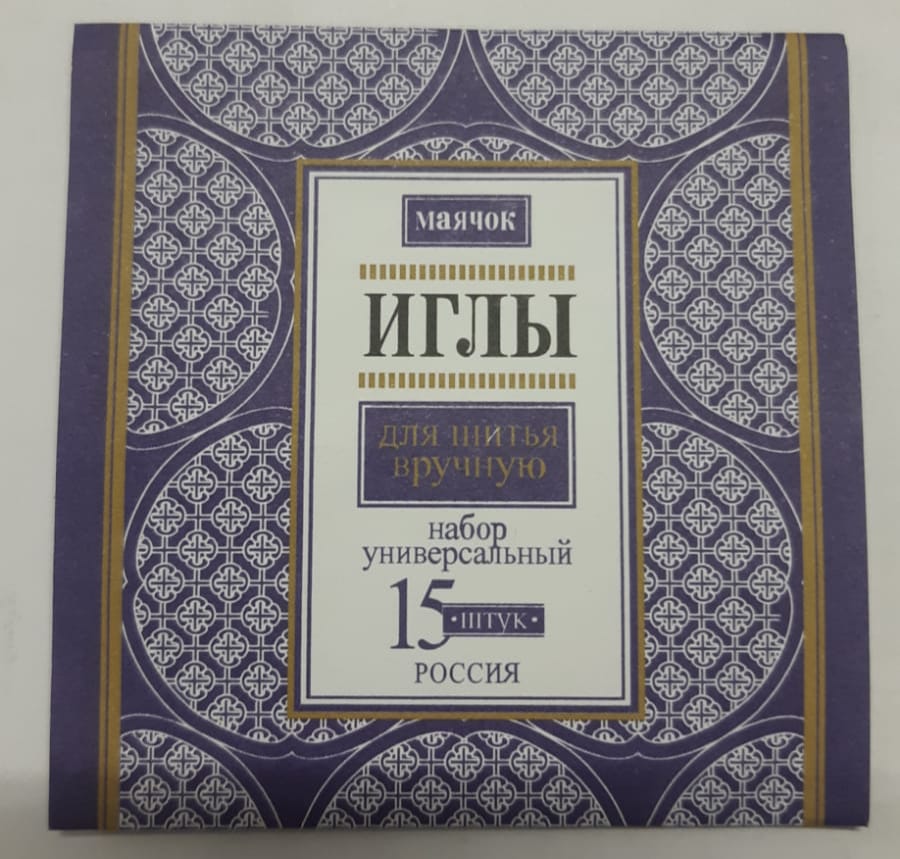 маячок
ИГЛЫ
для шитья
вручную
набор
универсальный
15 • штук •
РОССИЯ